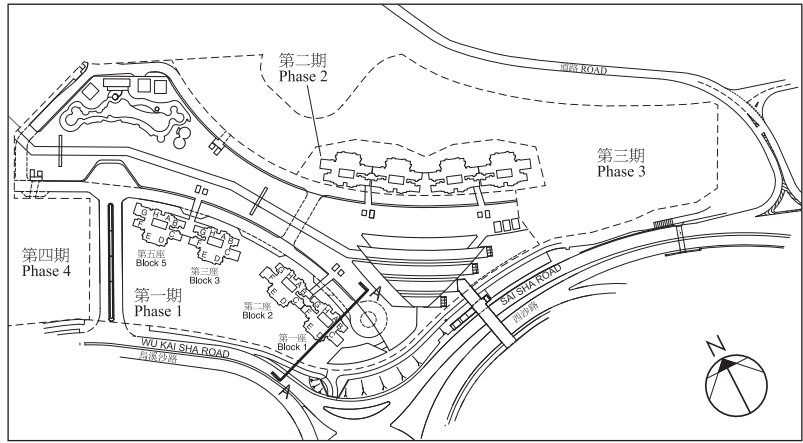 第二期
Phase 2
道路 ROAD
第三期
Phase 3
第四期
Phase 4
第一期
Phase 1
第五座
Block 5
第三座
Block 3
第二座
Block 2
第一座
Block 1
A
A
SAI SHA ROAD
西沙路
WU KAI SHA ROAD
烏溪沙路
N